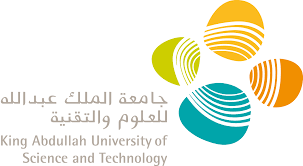 جامعة الملك عبدالله
للعلوم والتقنية
King Abdullah University of
Science and Technology